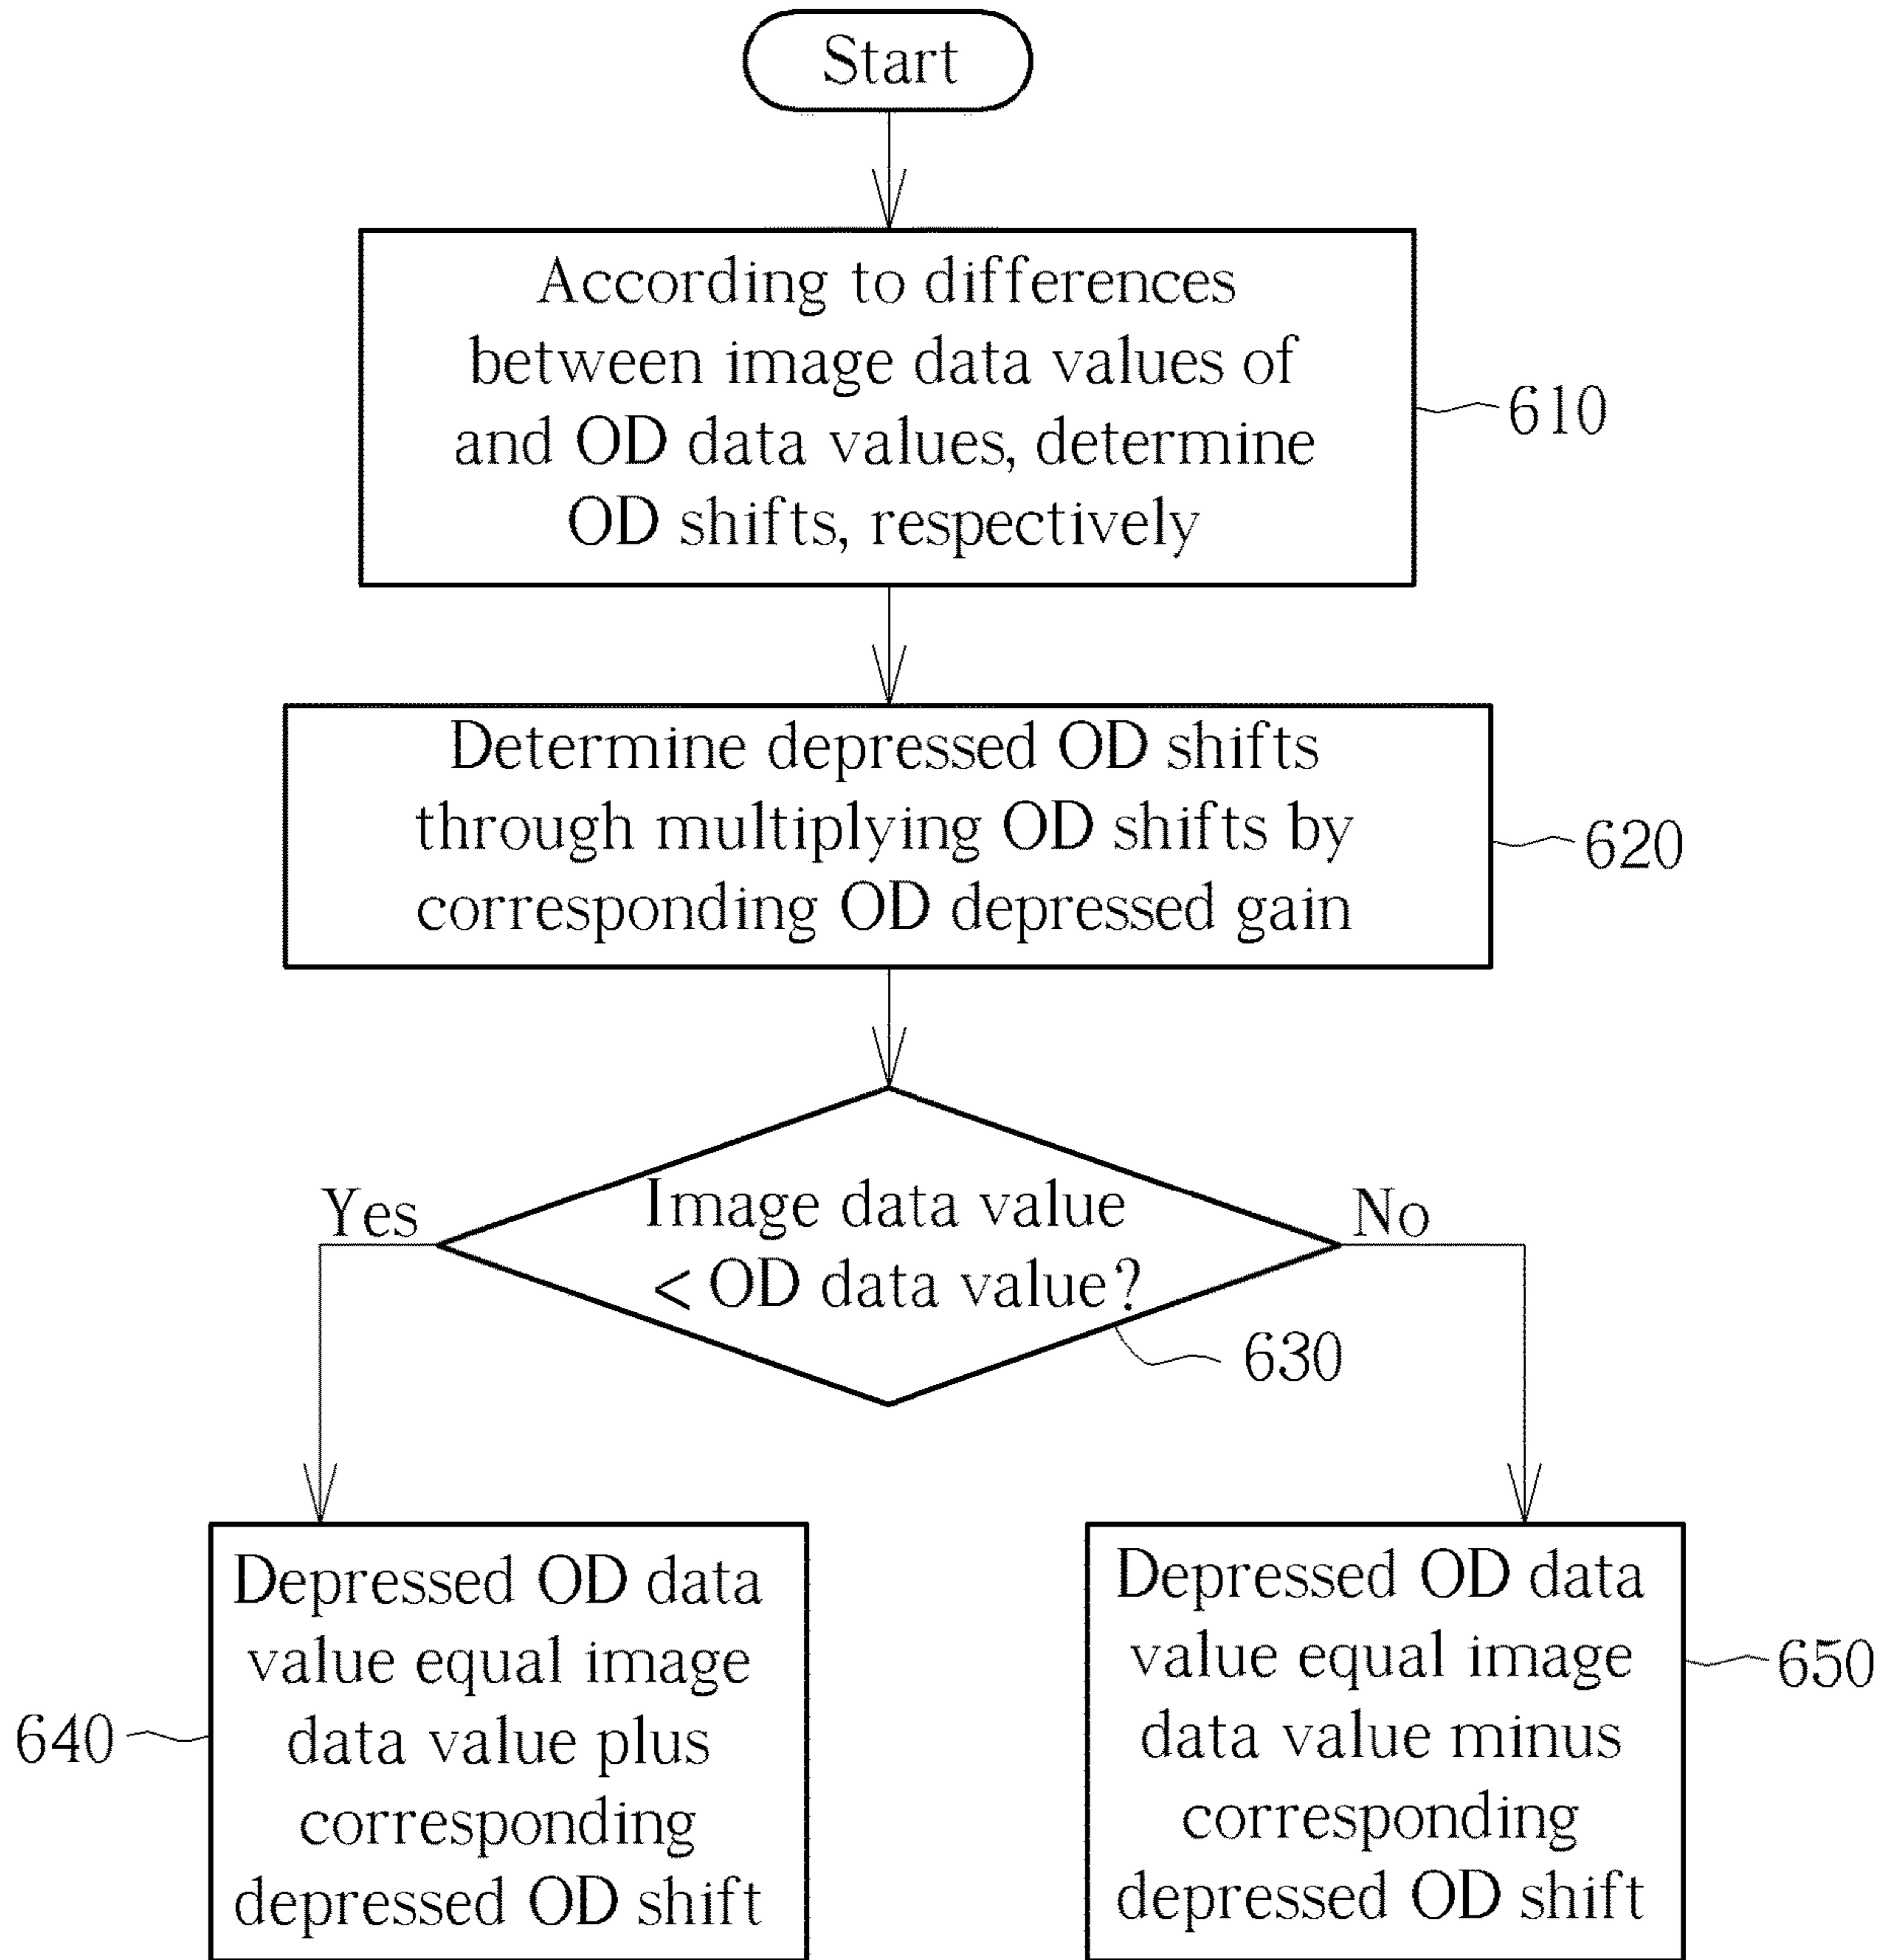 Start
According to differences
between image data values of
and OD data values, determine
OD shifts, respectively
610
Determine depressed OD shifts
through multiplying OD shifts by
corresponding OD depressed gain
620
Image data value
< OD data value?
Yes
No
630
Depressed OD data
value equal image
data value plus
corresponding
depressed OD shift
640
Depressed OD data
value equal image
data value minus
corresponding
depressed OD shift
650